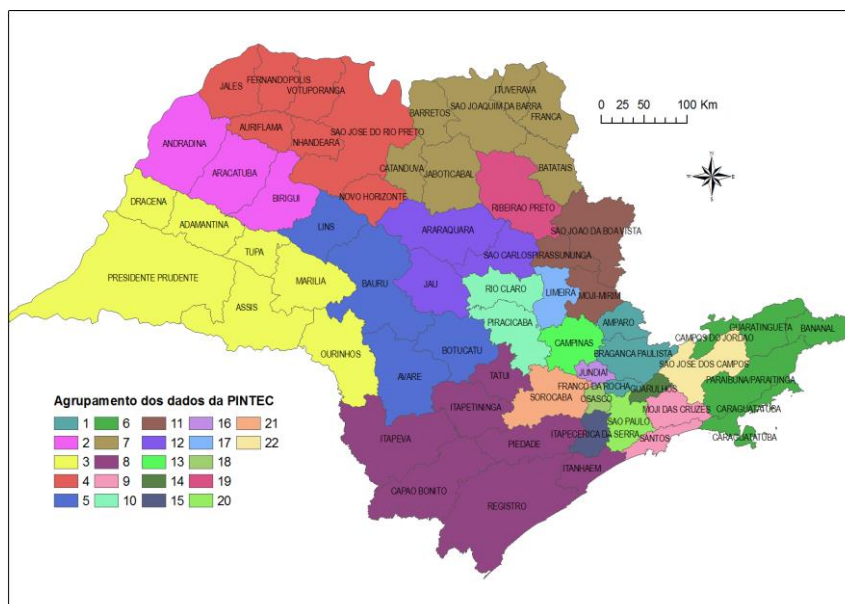 JALES
FERNANDOPOLIS
VOTUPORANGA
ITUVERAVA
BARRETOS
SAO JOAQUIM DA BARRA
FRANCA
0 25 50 100 Km
ANDRADINA
AURIFLAMA
NHANDEARA
SAO JOSE DO RIO PRETO
ARACATUBA
CATANDUVA
JABOTICABAL
BATATAIS
BIRIGUI
NOVO HORIZONTE
RIBEIRAO PRETO
DRACENA
ADAMANTINA
LINS
ARARAQUARA
SAO JOAO DA BOA VISTA
TUPA
SAO CARLOS
PIRASSUNUNGA
PRESIDENTE PRUDENTE
MARILIA
BAURU
JAU
RIO CLARO
LIMEIRA
MOJI-MIRIM
ASSIS
PIRACICABA
AMPARO
GUARATINGUETA
BANANAL
OURINHOS
BOTUCATU
CAMPINAS
BRAGANCA PAULISTA
CAMPOS DO JORDAO
SAO JOSE DOS CAMPOS
AVARE
TATUI
JUNDIAI
FRANCO DA ROCHA
GUARULHOS
PARAIBUNA/PARAITINGA
SOROCABA
OSASCO
MOJI DAS CRUZES
CARAGUATATUBA
ITAPETININGA
SAO PAULO
ITAPEVA
PIEDADE
ITAPECERICA DA SERRA
SANTOS
CARAGUATATUBA
ITANHAEM
CAPAO BONITO
REGISTRO
Agrupamento dos dados da PINTEC
1 6 11 16 21
2 7 12 17 22
3 8 13 18
4 9 14 19
5 10 15 20